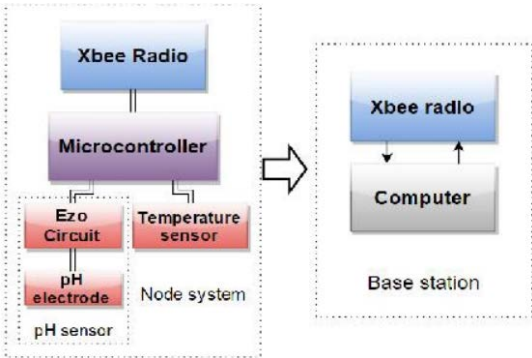 Xbee Radio
Microcontroller
Ezo
Circuit
Temperature
sensor
pH
electrode
Node system
pH sensor
Xbee radio
Computer
Base station